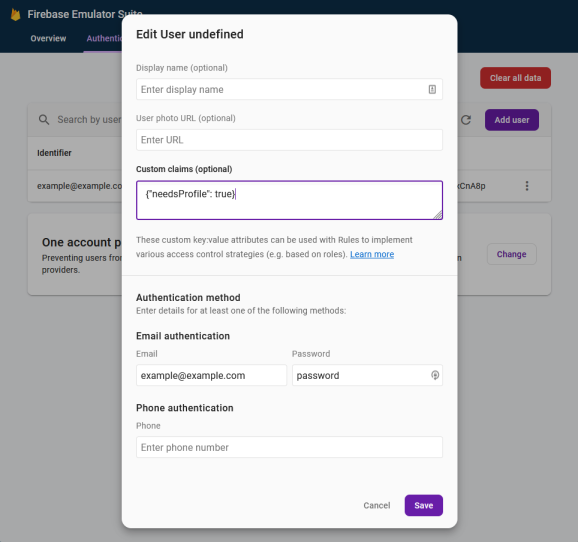 Firebase Emulator Suite
Overview
Edit User undefined
Display name (optional)
Enter display name
User photo URL (optional)
Enter URL
Custom claims (optional)
{"needsProfile": true}
These custom key:value attributes can be used with Rules to implement
various access control strategies (e.g. based on roles). Learn more
Authentication method
Enter details for at least one of the following methods:
Email authentication
Email
Password
example@example.com
password
Phone authentication
Phone
Enter phone number
Cancel
Save
Clear all data
Search by user
Add user
Identifier
example@example.co
CnA8p
One account p
Preventing users fro
providers.
Change